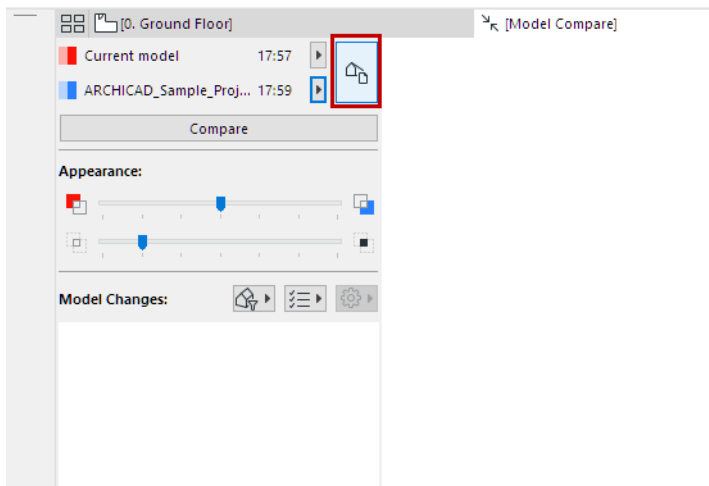 [0. Ground Floor]
[Model Compare]
Current model 17:57
ARCHICAD_Sample_Proj... 17:59
Compare
Appearance:
Model Changes: